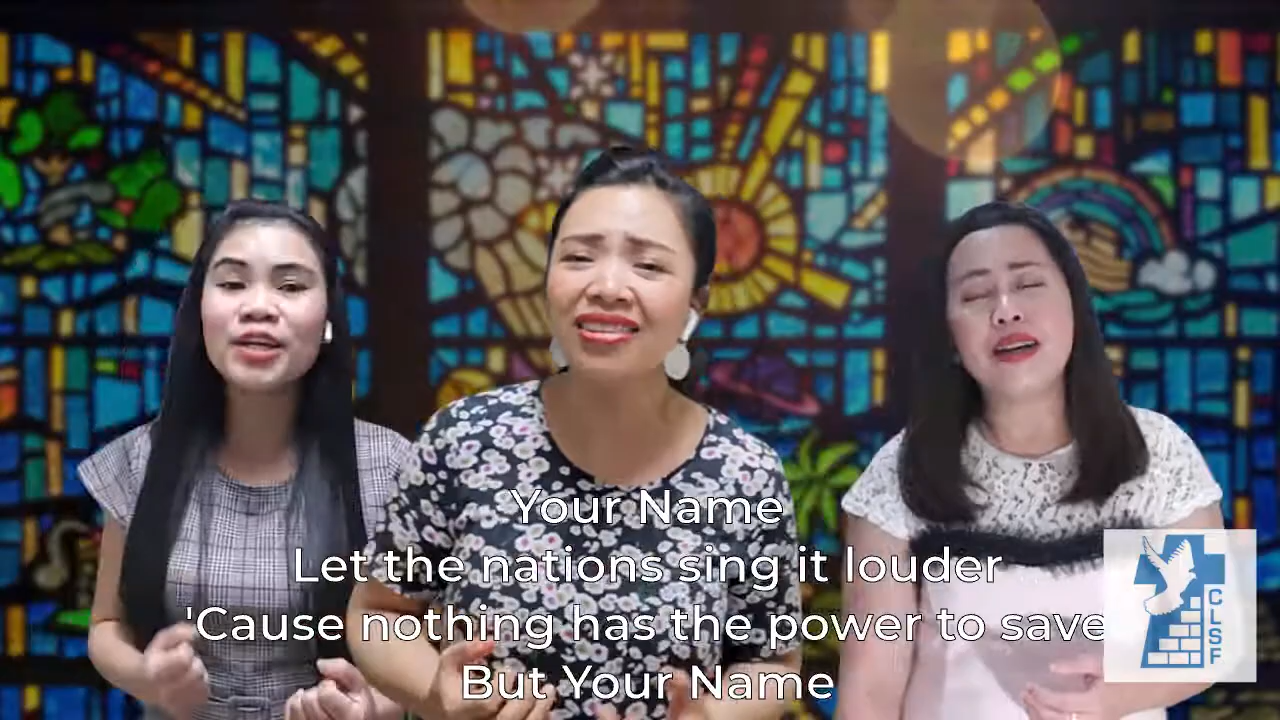 Your Name
Let the nations sing it louder
'Cause nothing has the power to save
But Your Name
CLSF